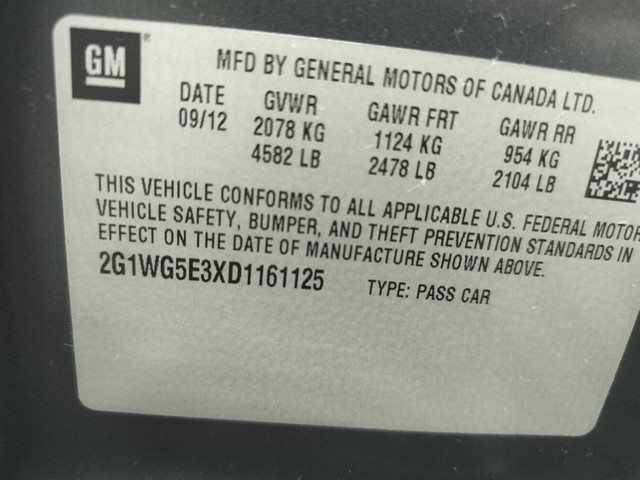 GM®
MFD BY GENERAL MOTORS OF CANADA LTD.
DATE GVWR GAWR FRT GAWR RR
09/12 2078 KG 1124 KG 954 KG
4582 LB 2478 LB 2104 LB
THIS VEHICLE CONFORMS TO ALL APPLICABLE U.S. FEDERAL MOTOR
VEHICLE SAFETY, BUMPER, AND THEFT PREVENTION STANDARDS IN
EFFECT ON THE DATE OF MANUFACTURE SHOWN ABOVE.
2G1WG5E3XD1161125 TYPE: PASS CAR